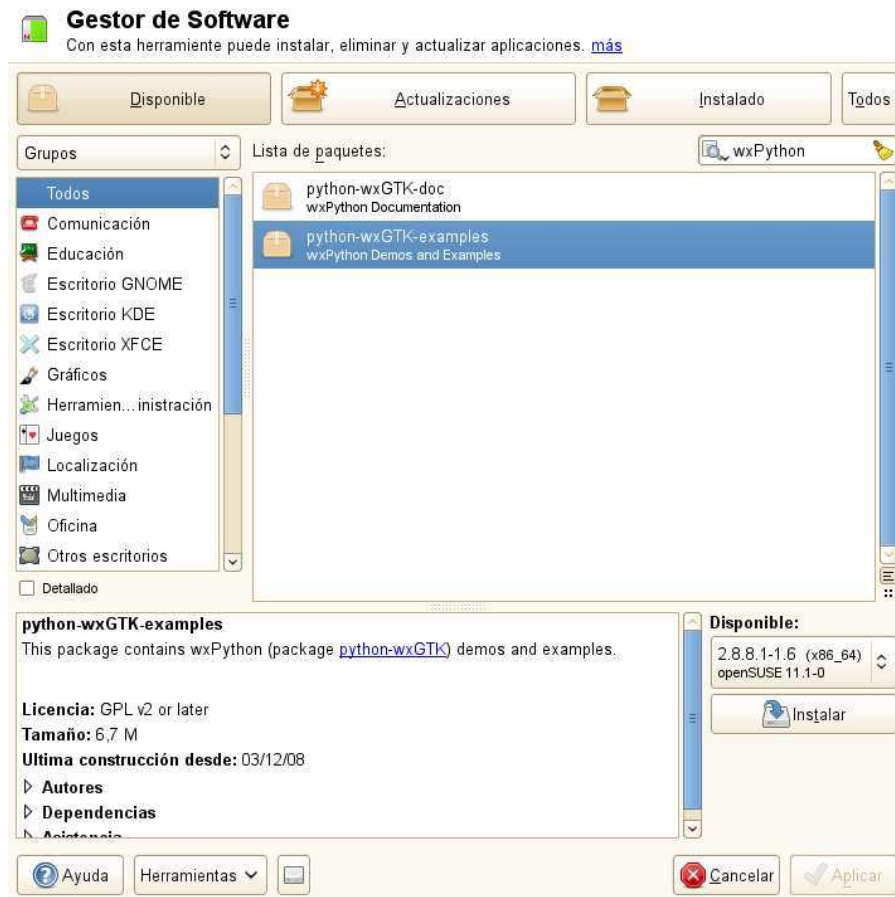 Gestor de Software
Con esta herramiente puede instalar, eliminar y actualizar aplicaciones. más
Disponible
Actualizaciones
Instalado
Todos
Grupos
Lista de paquetes:
wxPython
Todos
Comunicación
Educación
Escritorio GNOME
Escritorio KDE
Escritorio XFCE
Gráficos
Herramien...inistración
Juegos
Localización
Multimedia
Oficina
Otros escritorios
Detallado
python-wxGTK-doc
wxPython Documentation
python-wxGTK-examples
wxPython Demos and Examples
python-wxGTK-examples
This package contains wxPython (package python-wxGTK) demos and examples.
Licencia: GPL v2 or later
Tamaño: 6,7 M
Ultima construcción desde: 03/12/08
Autores
Dependencias
Asistencia
Disponible:
2.8.8.1-1.6 (x86_64)
openSUSE 11.1-0
Instalar
Ayuda
Herramientas
Cancelar
Aplicar